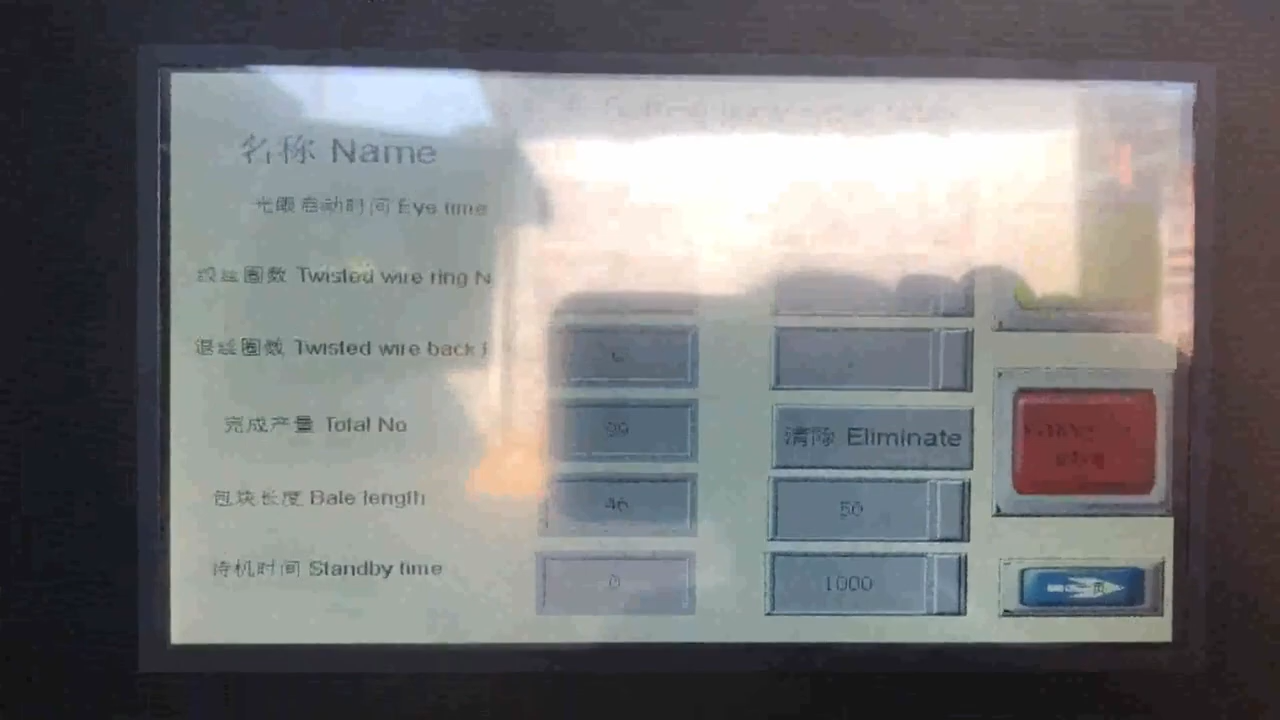 名称 Name
光眼启动时间 Eye time
绞丝圈数 Twisted wire ring N
退丝圈数 Twisted wire back
完成产量 Total No
99
清除 Eliminate
包块长度 Bale length
46
50
待机时间 Standby time
0
1000